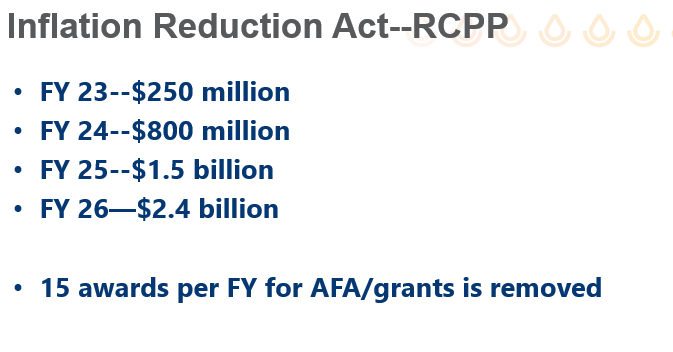 Inflation Reduction Act--RCPP
• FY 23--$250 million
• FY 24--$800 million
• FY 25--$1.5 billion
• FY 26—$2.4 billion
• 15 awards per FY for AFA/grants is removed